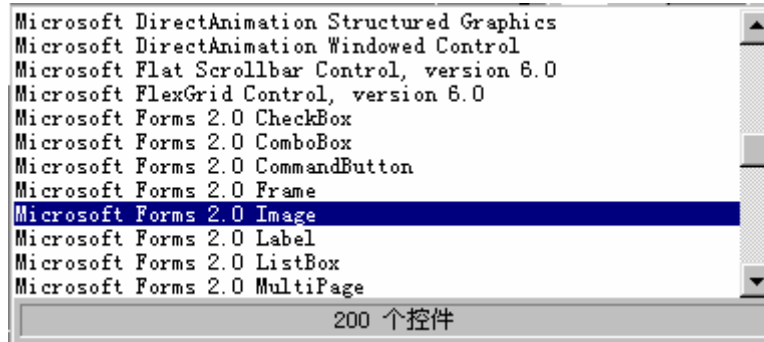 Microsoft DirectAnimation Structured Graphics
Microsoft DirectAnimation Windowed Control
Microsoft Flat Scrollbar Control, version 6.0
Microsoft FlexGrid Control, version 6.0
Microsoft Forms 2.0 CheckBox
Microsoft Forms 2.0 ComboBox
Microsoft Forms 2.0 CommandButton
Microsoft Forms 2.0 Frame
Microsoft Forms 2.0 Image
Microsoft Forms 2.0 Label
Microsoft Forms 2.0 ListBox
Microsoft Forms 2.0 MultiPage
200 个控件